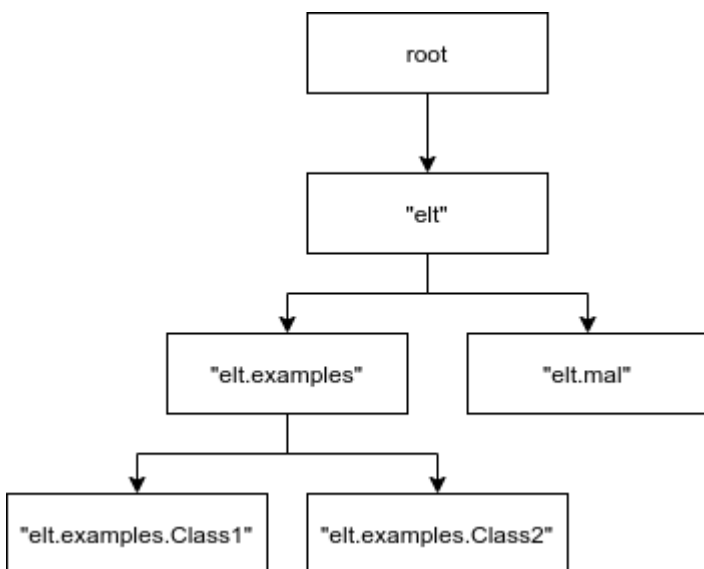 root
"elt"
"elt.examples"
"elt.mal"
"elt.examples.Class1"
"elt.examples.Class2"